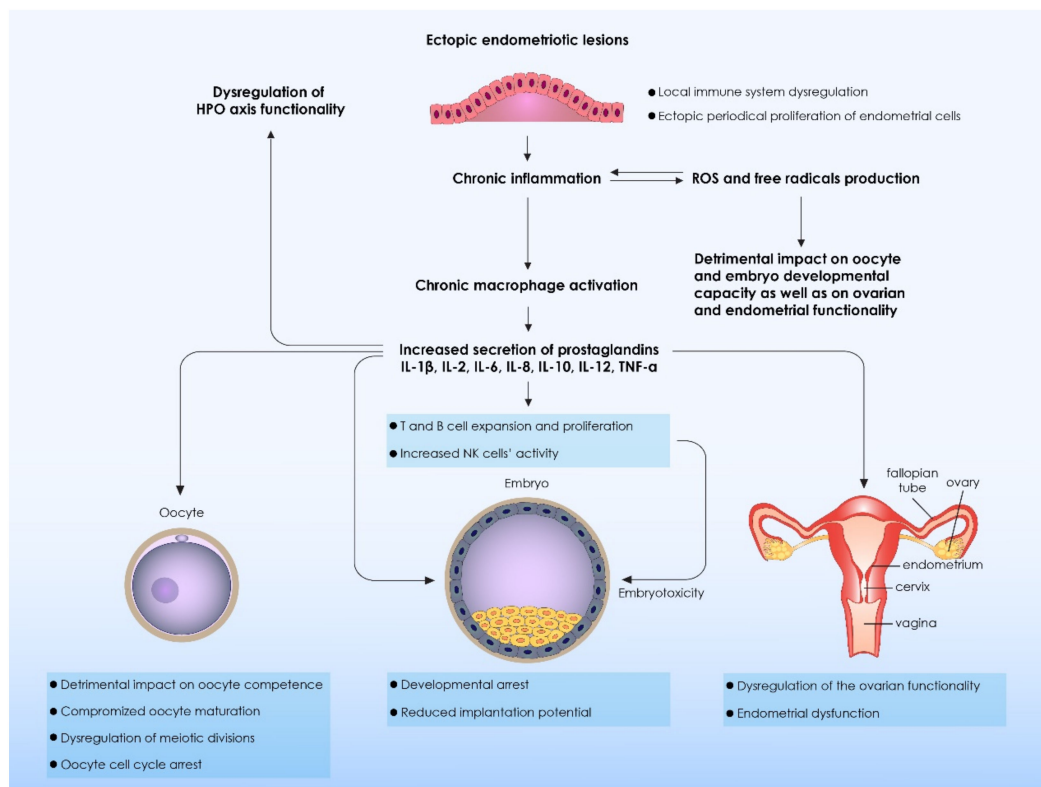 Ectopic endometriotic lesions
Dysregulation of
HPO axis functionality
● Local immune system dysregulation
● Ectopic periodical proliferation of endometrial cells
Chronic inflammation
ROS and free radicals production
Detrimental impact on oocyte
and embryo developmental
capacity as well as on ovarian
and endometrial functionality
Chronic macrophage activation
Increased secretion of prostaglandins
IL-1β, IL-2, IL-6, IL-8, IL-10, IL-12, TNF-α
● T and B cell expansion and proliferation
● Increased NK cells’ activity
Oocyte
Embryo
Embryotoxicity
fallopian
tube
ovary
endometrium
cervix
vagina
● Detrimental impact on oocyte competence
● Compromized oocyte maturation
● Dysregulation of meiotic divisions
● Oocyte cell cycle arrest
● Developmental arrest
● Reduced implantation potential
● Dysregulation of the ovarian functionality
● Endometrial dysfunction